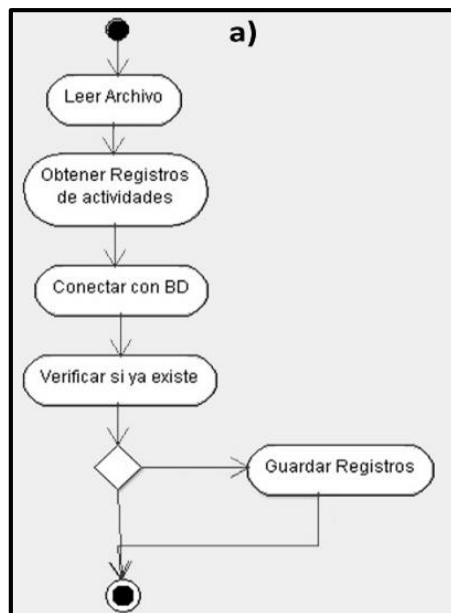 a)
Leer Archivo
Obtener Registros
de actividades
Conectar con BD
Verificar si ya existe
Guardar Registros